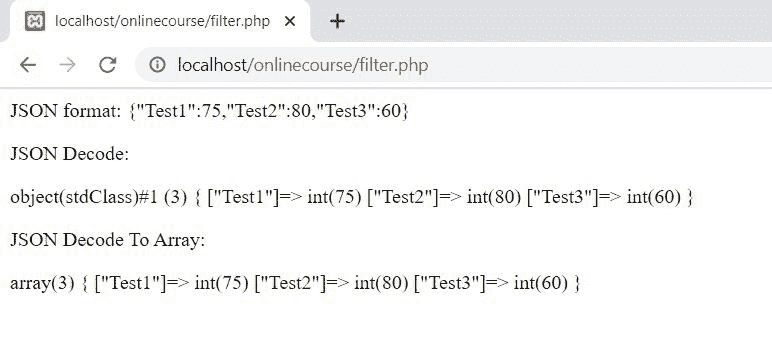 localhost/onlinecourse/filter.php
localhost/onlinecourse/filter.php
JSON format: {"Test1":75,"Test2":80,"Test3":60}
JSON Decode:
object(stdClass)#1 (3) { ["Test1"]=> int(75) ["Test2"]=> int(80) ["Test3"]=> int(60) }
JSON Decode To Array:
array(3) { ["Test1"]=> int(75) ["Test2"]=> int(80) ["Test3"]=> int(60) }